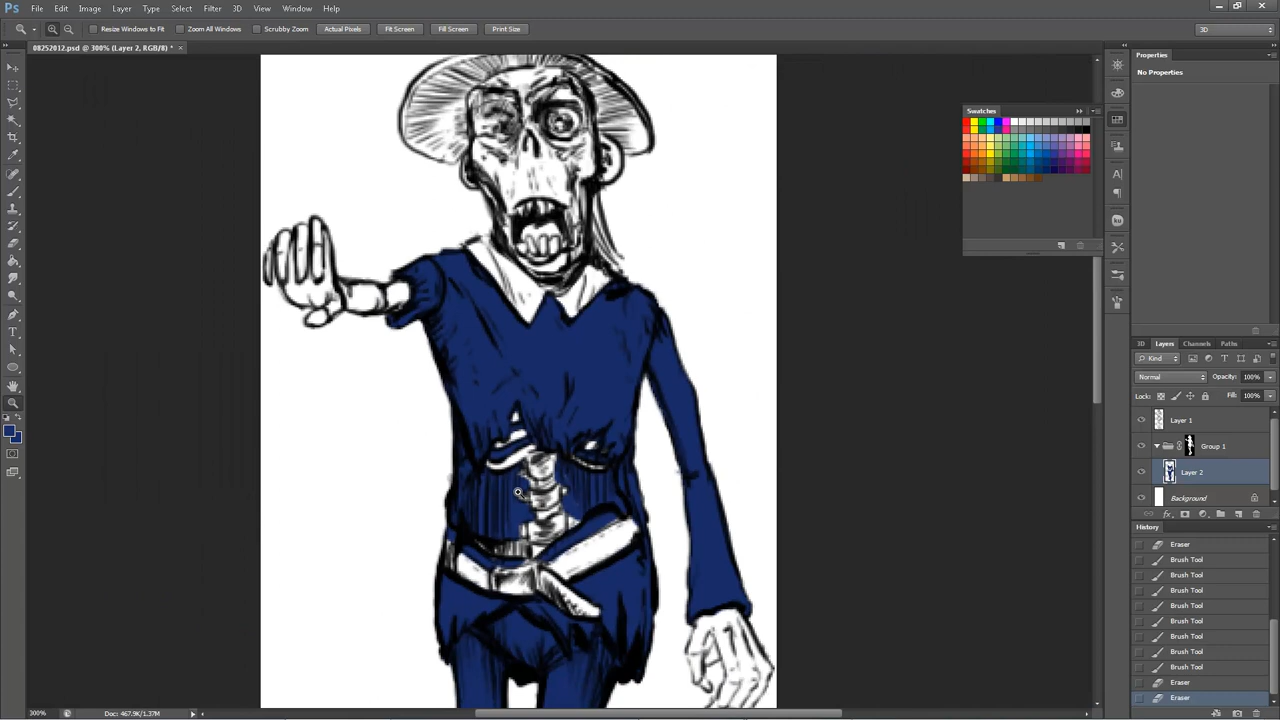 Ps File Edit Image Layer Type Select Filter 3D View Window Help
Resize Windows to Fit Zoom All Windows Scrubby Zoom Actual Pixels Fit Screen Fill Screen Print Size 3D
08252012.psd @ 300% (Layer 2, RGB/8) * ×
Properties
No Properties
Swatches
3D Layers Channels Paths
Kind
Normal Opacity: 100%
Lock: Fill: 100%
Layer 1
Group 1
Layer 2
Background
fx
History
Eraser
Brush Tool
Brush Tool
Brush Tool
Brush Tool
Brush Tool
Brush Tool
Brush Tool
Brush Tool
Eraser
Eraser
300% Doc: 467.9K/1.37M